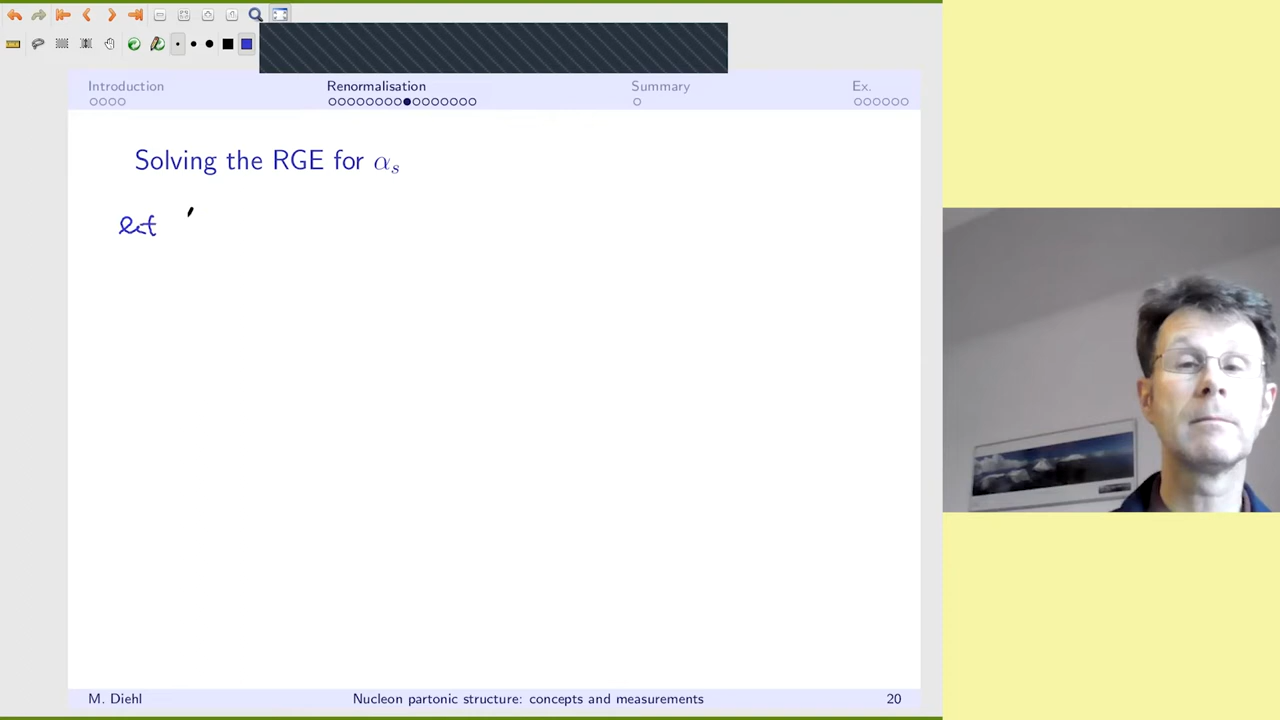 Introduction Renormalisation Summary Ex.
Solving the RGE for αₛ
let
M. Diehl Nucleon partonic structure: concepts and measurements 20